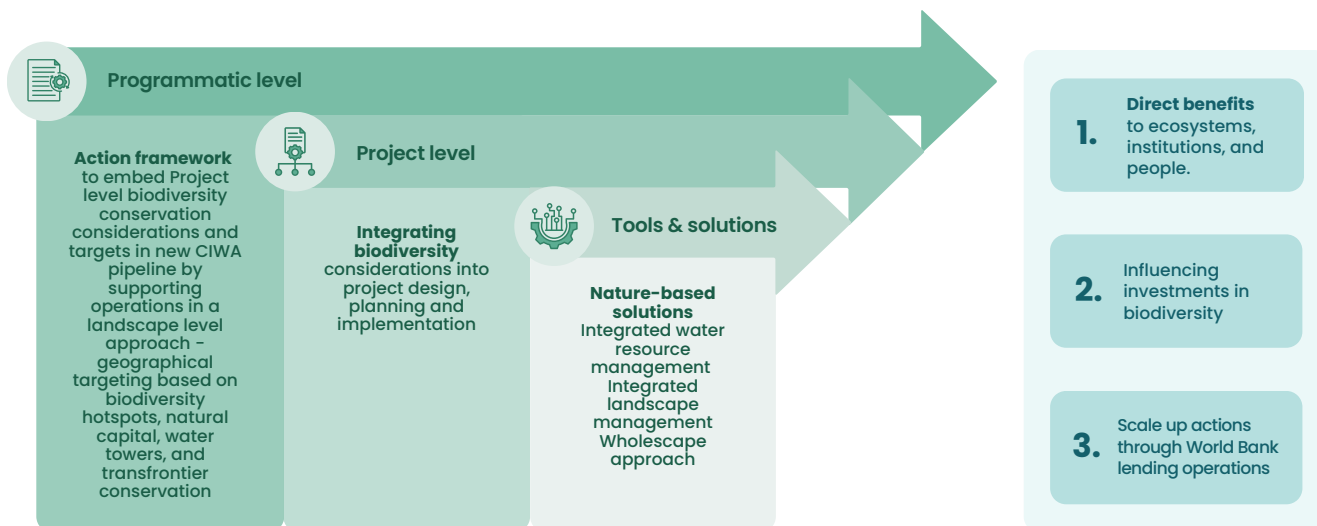 Programmatic level
Action framework
to embed Project
level biodiversity
conservation
considerations and
targets in new CIWA
pipeline by
supporting
operations in a
landscape level
approach -
geographical
targeting based on
biodiversity
hotspots, natural
capital, water
towers, and
transfrontier
conservation
Project level
Integrating
biodiversity
considerations into
project design,
planning and
implementation
Tools & solutions
Nature-based
solutions
Integrated water
resource
management
Integrated
landscape
management
Wholescape
approach
1.
Direct benefits
to ecosystems,
institutions, and
people.
2.
Influencing
investments in
biodiversity
3.
Scale up actions
through World Bank
lending operations